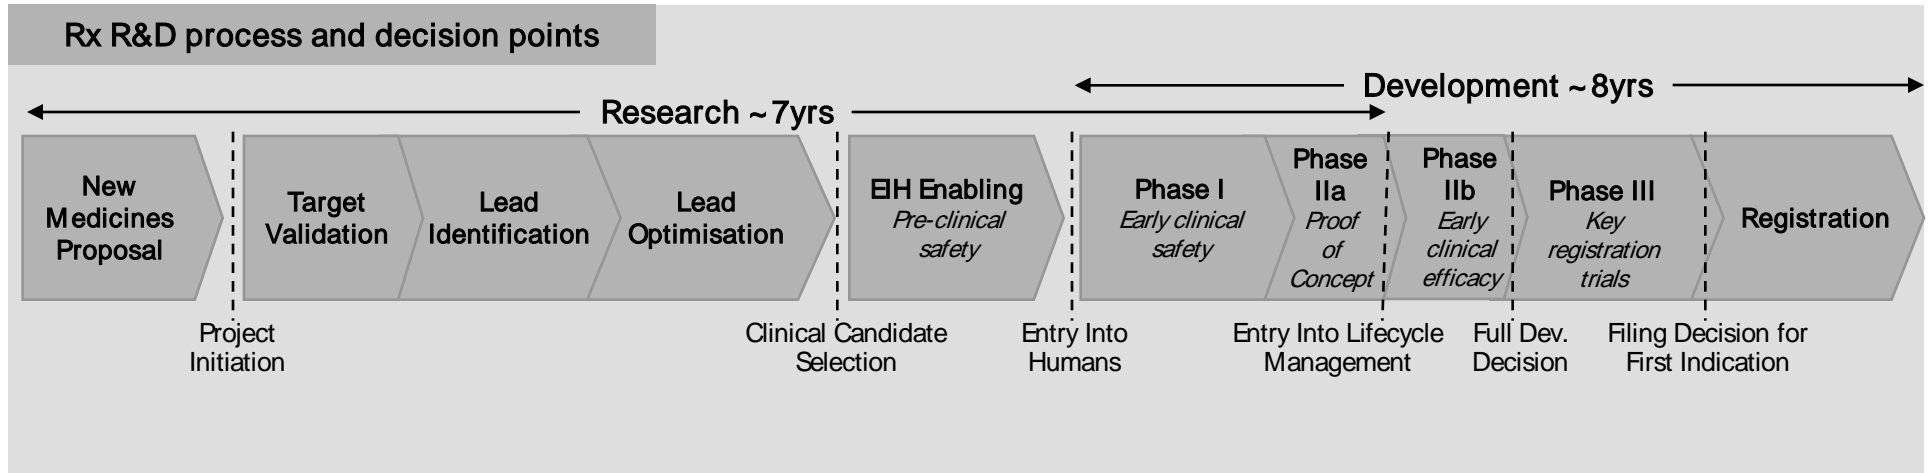 Rx R&D process and decision points
Development ~8yrs
Research ~7yrs
New
Medicines
Proposal
Target
Validation
Lead
Identification
Lead
Optimisation
EIH Enabling
Pre-clinical
safety
Phase I
Early clinical
safety
Phase
IIa
Proof
of
Concept
Phase
IIb
Early
clinical
efficacy
Phase III
Key
registration
trials
Registration
Project
Initiation
Clinical Candidate
Selection
Entry Into
Humans
Entry Into Lifecycle
Management
Full Dev.
Decision
Filing Decision for
First Indication